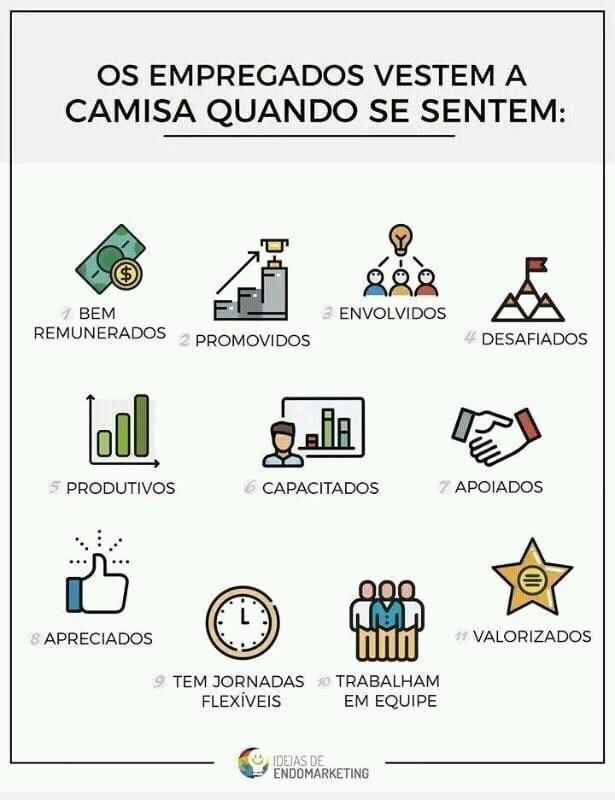 OS EMPREGADOS VESTEM A
CAMISA QUANDO SE SENTEM:
$
1 BEM
REMUNERADOS
2 PROMOVIDOS
3 ENVOLVIDOS
4 DESAFIADOS
5 PRODUTIVOS
6 CAPACITADOS
7 APOIADOS
8 APRECIADOS
9 TEM JORNADAS
FLEXÍVEIS
10 TRABALHAM
EM EQUIPE
11 VALORIZADOS
IDEIAS DE
ENDOMARKETING